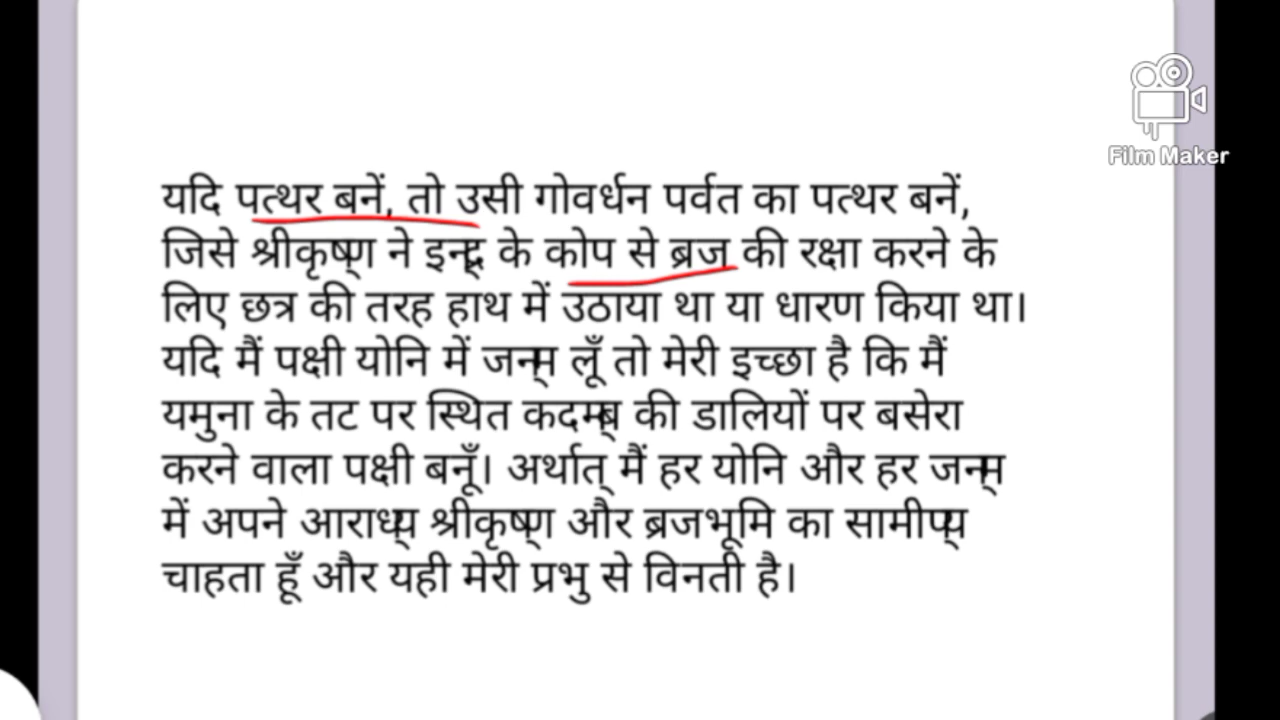 यदि पत्थर बनें, तो उसी गोवर्धन पर्वत का पत्थर बनें,
जिसे श्रीकृष्ण ने इन्द्र के कोप से ब्रज की रक्षा करने के
लिए छत्र की तरह हाथ में उठाया था या धारण किया था।
यदि मैं पक्षी योनि में जन्म लूँ तो मेरी इच्छा है कि मैं
यमुना के तट पर स्थित कदम्ब की डालियों पर बसेरा
करने वाला पक्षी बनूँ। अर्थात् मैं हर योनि और हर जन्म
में अपने आराध्य श्रीकृष्ण और ब्रजभूमि का सामीप्य
चाहता हूँ और यही मेरी प्रभु से विनती है।
Film Maker